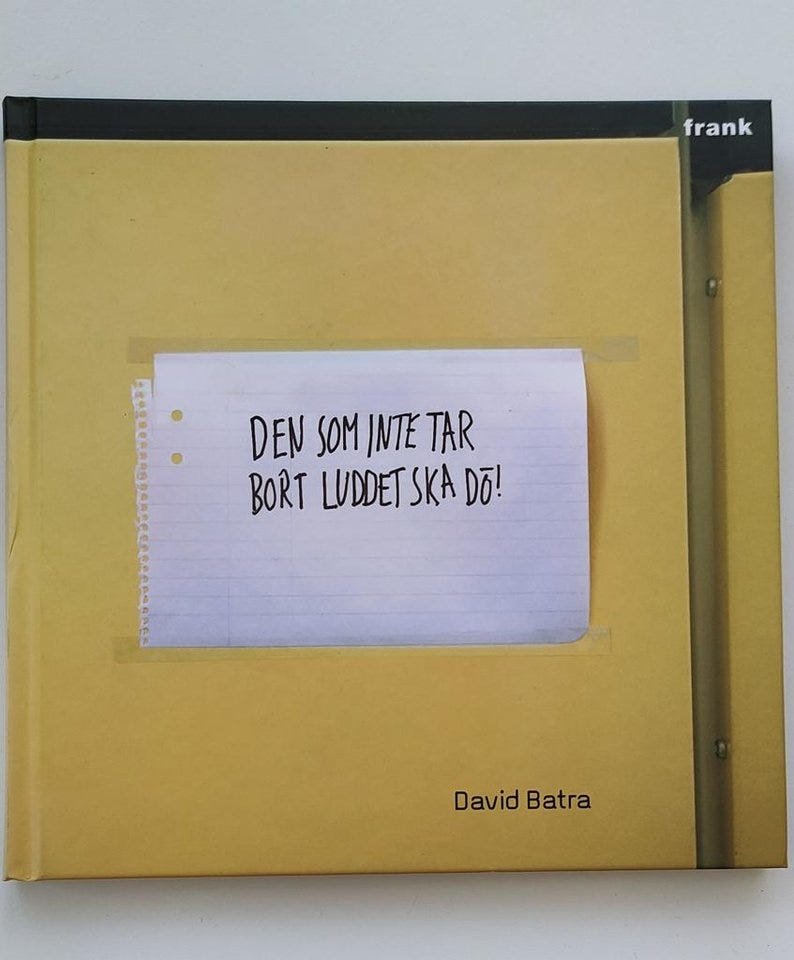 frank
DEN SOM INTE TAR
BORT LUDDET SKA DÖ!
David Batra